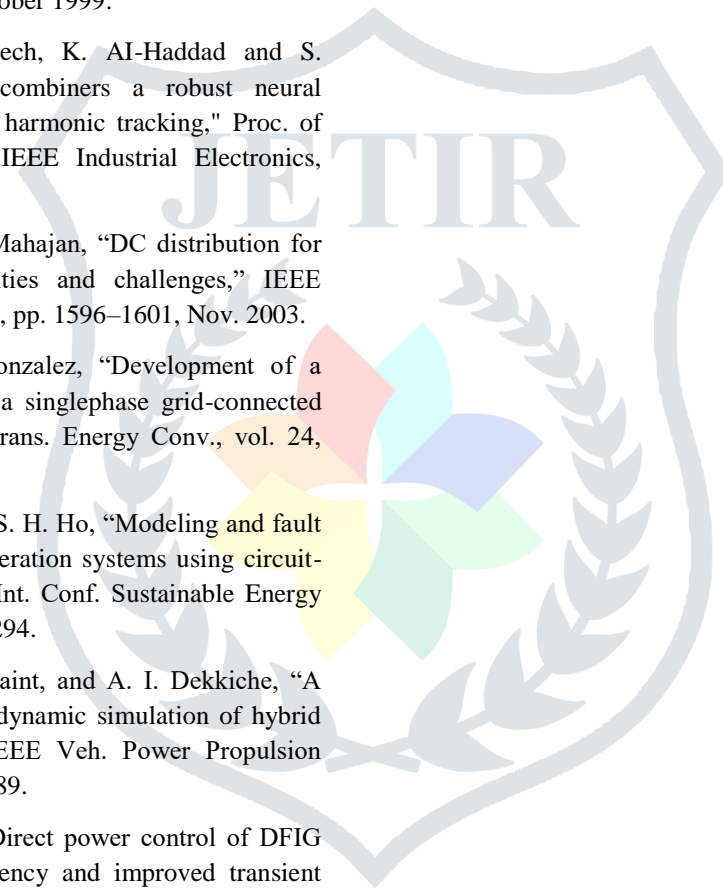 ober 1999.
ech, K. AI-Haddad and S.
combiners a robust neural
harmonic tracking," Proc. of
IEEE Industrial Electronics,
JETIR
Mahajan, “DC distribution for
ities and challenges,” IEEE
, pp. 1596–1601, Nov. 2003.
onzalez, “Development of a
a singlephase grid-connected
rans. Energy Conv., vol. 24,
S. H. Ho, “Modeling and fault
eration systems using circuit-
Int. Conf. Sustainable Energy
294.
aint, and A. I. Dekkiche, “A
dynamic simulation of hybrid
EEE Veh. Power Propulsion
89.
Direct power control of DFIG
ency and improved transient